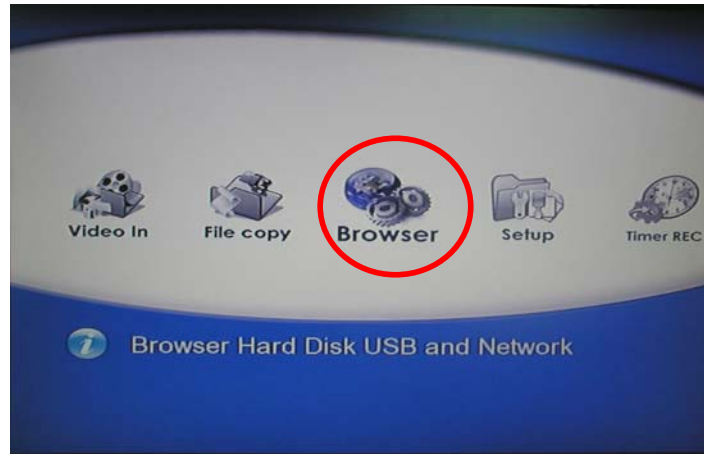 Video In
File copy
Browser
Setup
Timer REC
Browser Hard Disk USB and Network